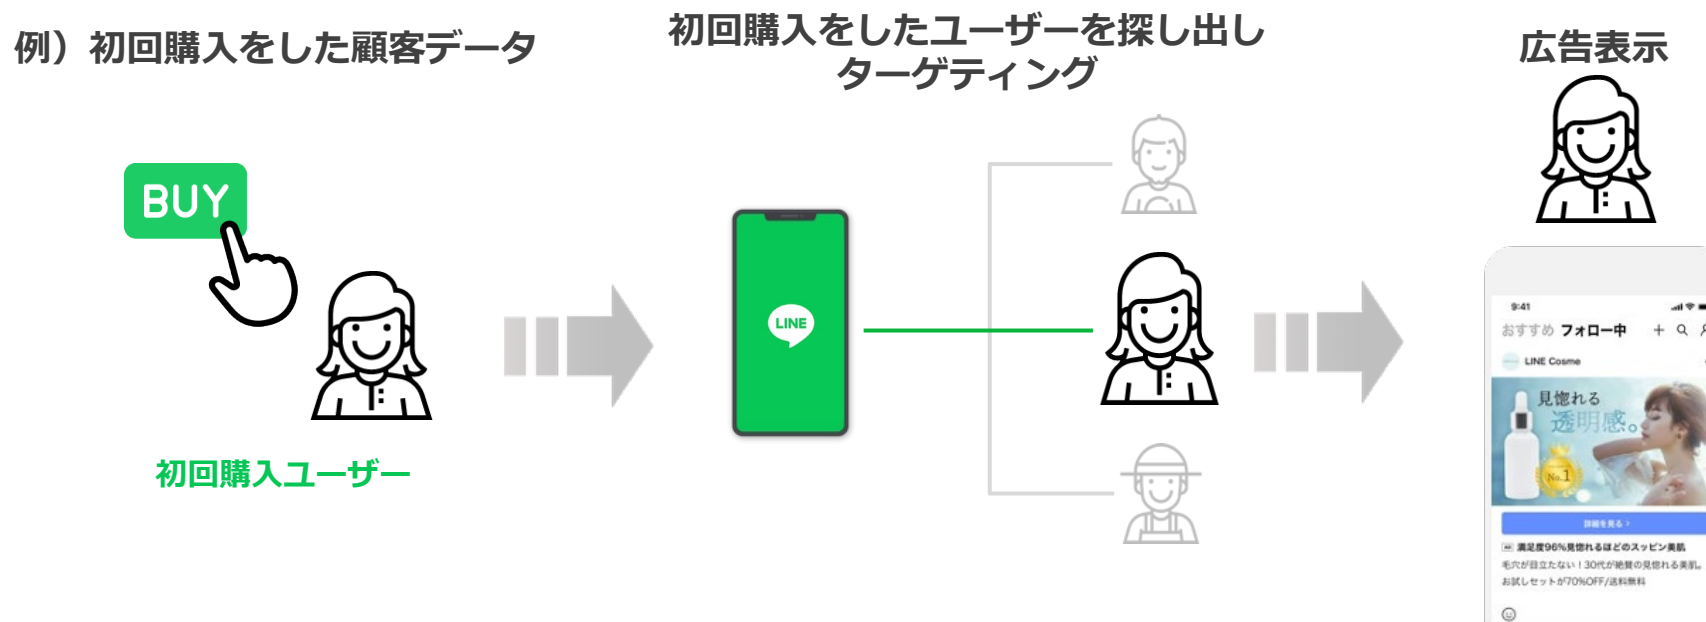 例）初回購入をした顧客データ
初回購入をしたユーザーを探し出し
ターゲティング
広告表示
BUY
初回購入ユーザー
LINE
9:41
おすすめ フォロー中
LINE Cosme
見惚れる
透明感。
No.1
詳細を見る
満足度96%見惚れるほどのスッピン美肌
毛穴が目立たない！30代が絶賛の見惚れる美肌。
お試しセットが70%OFF/送料無料